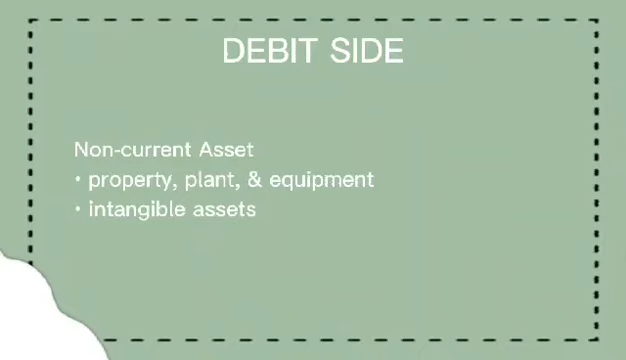 DEBIT SIDE
Non-current Asset
• property, plant, & equipment
• intangible assets